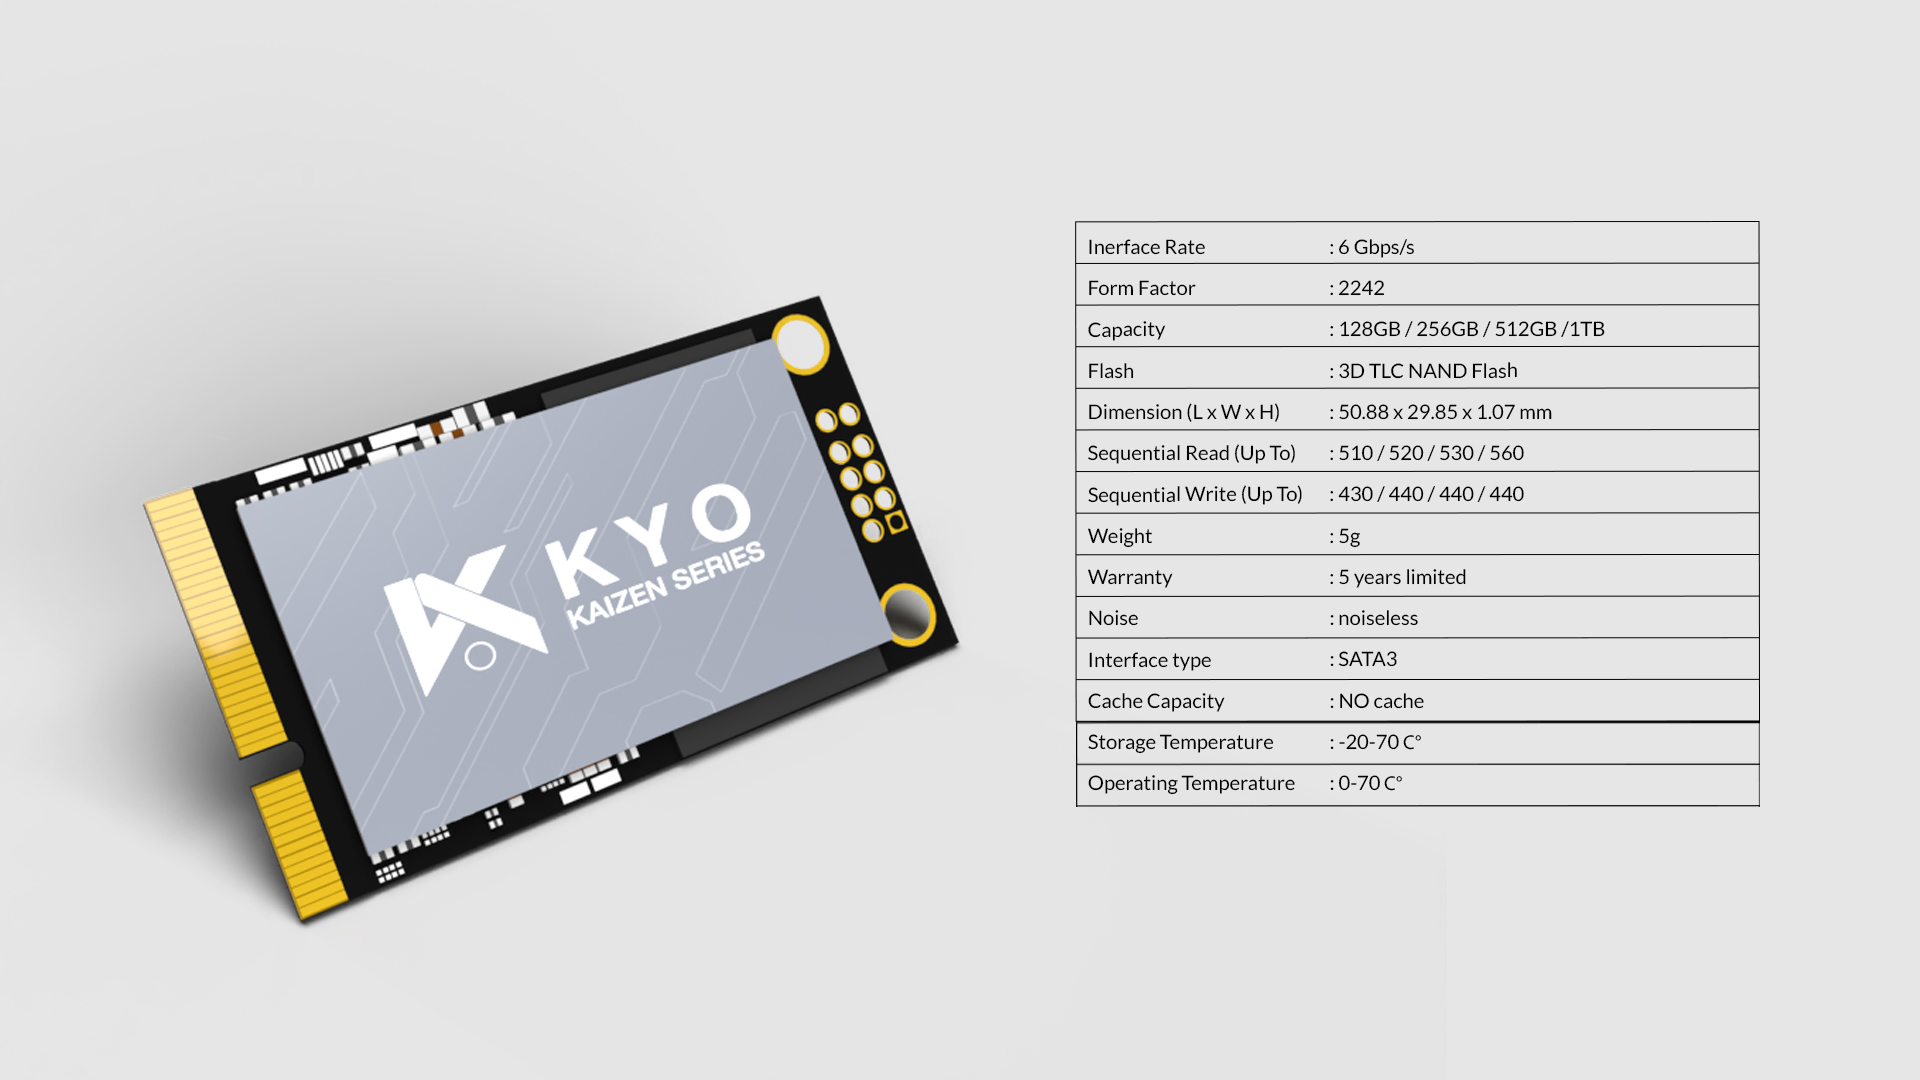 KYO
KAIZEN SERIES
Inerface Rate : 6 Gbps/s
Form Factor : 2242
Capacity : 128GB / 256GB / 512GB /1TB
Flash : 3D TLC NAND Flash
Dimension (L x W x H) : 50.88 x 29.85 x 1.07 mm
Sequential Read (Up To) : 510 / 520 / 530 / 560
Sequential Write (Up To) : 430 / 440 / 440 / 440
Weight : 5g
Warranty : 5 years limited
Noise : noiseless
Interface type : SATA3
Cache Capacity : NO cache
Storage Temperature : -20-70 C°
Operating Temperature : 0-70 C°